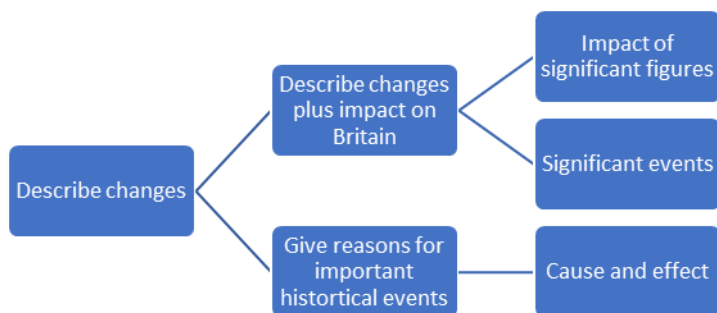 Describe changes
Describe changes
plus impact on
Britain
Give reasons for
important
histortical events
Impact of
significant figures
Significant events
Cause and effect